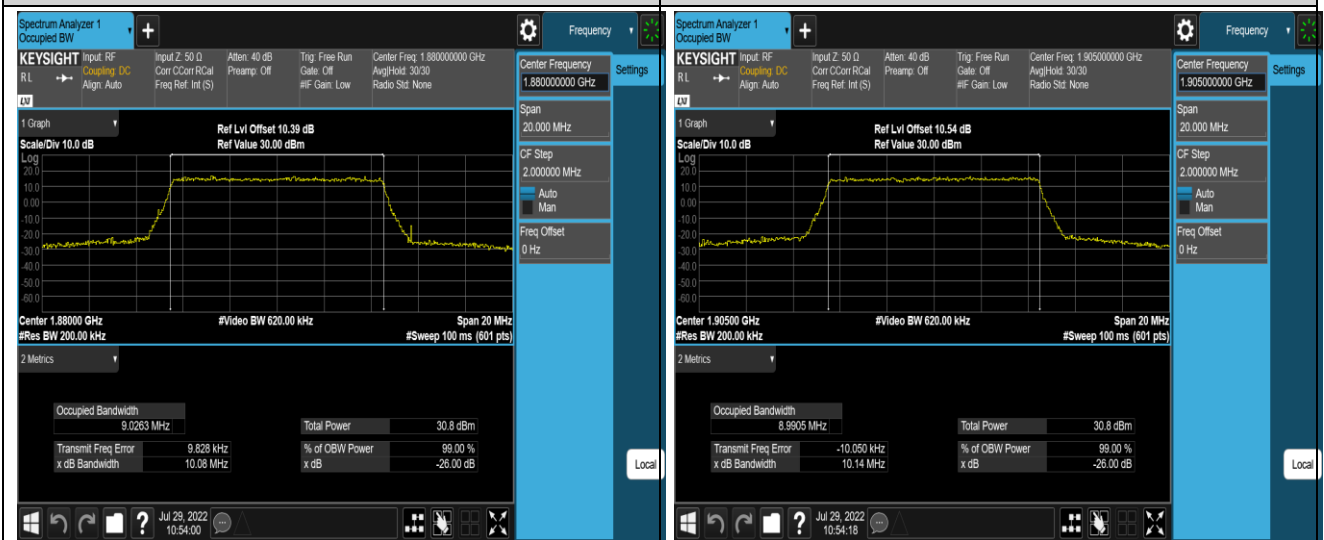 Spectrum Analyzer 1
Occupied BW
+
Frequency
KEYSIGHT Input: RF Input Z: 50 Ω Atten: 40 dB Trig: Free Run Center Freq: 1.880000000 GHz
RL Coupling: DC Corr CCorr RCal Preamp: Off Gate: Off Avg|Hold: 30/30
Align: Auto Freq Ref: Int (S) #IF Gain: Low Radio Std: None
LXI
Center Frequency
1.880000000 GHz
Settings
Span
20.000 MHz
CF Step
2.000000 MHz
Auto
Man
Freq Offset
0 Hz
Local
1 Graph
Ref Lvl Offset 10.39 dB
Scale/Div 10.0 dB Ref Value 30.00 dBm
Log
20.0
10.0
0.00
-10.0
-20.0
-30.0
-40.0
-50.0
-60.0
Center 1.88000 GHz #Video BW 620.00 kHz Span 20 MHz
#Res BW 200.00 kHz #Sweep 100 ms (601 pts)
2 Metrics
Occupied Bandwidth
9.0263 MHz Total Power 30.8 dBm
Transmit Freq Error 9.828 kHz % of OBW Power 99.00 %
x dB Bandwidth 10.08 MHz x dB -26.00 dB
? Jul 29, 2022
10:54:00
Spectrum Analyzer 1
Occupied BW
+
Frequency
KEYSIGHT Input: RF Input Z: 50 Ω Atten: 40 dB Trig: Free Run Center Freq: 1.905000000 GHz
RL Coupling: DC Corr CCorr RCal Preamp: Off Gate: Off Avg|Hold: 30/30
Align: Auto Freq Ref: Int (S) #IF Gain: Low Radio Std: None
LXI
Center Frequency
1.905000000 GHz
Settings
Span
20.000 MHz
CF Step
2.000000 MHz
Auto
Man
Freq Offset
0 Hz
Local
1 Graph
Ref Lvl Offset 10.54 dB
Scale/Div 10.0 dB Ref Value 30.00 dBm
Log
20.0
10.0
0.00
-10.0
-20.0
-30.0
-40.0
-50.0
-60.0
Center 1.90500 GHz #Video BW 620.00 kHz Span 20 MHz
#Res BW 200.00 kHz #Sweep 100 ms (601 pts)
2 Metrics
Occupied Bandwidth
8.9905 MHz Total Power 30.8 dBm
Transmit Freq Error -10.050 kHz % of OBW Power 99.00 %
x dB Bandwidth 10.14 MHz x dB -26.00 dB
? Jul 29, 2022
10:54:18